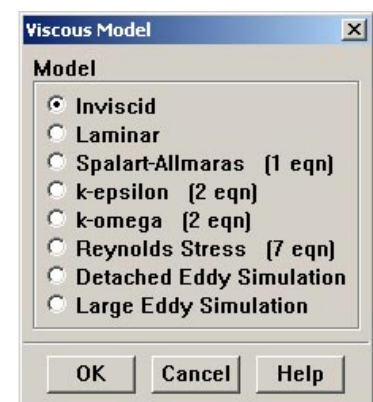 Viscous Model
Model
Inviscid
Laminar
Spalart-Allmaras (1 eqn)
k-epsilon (2 eqn)
k-omega (2 eqn)
Reynolds Stress (7 eqn)
Detached Eddy Simulation
Large Eddy Simulation
OK Cancel Help